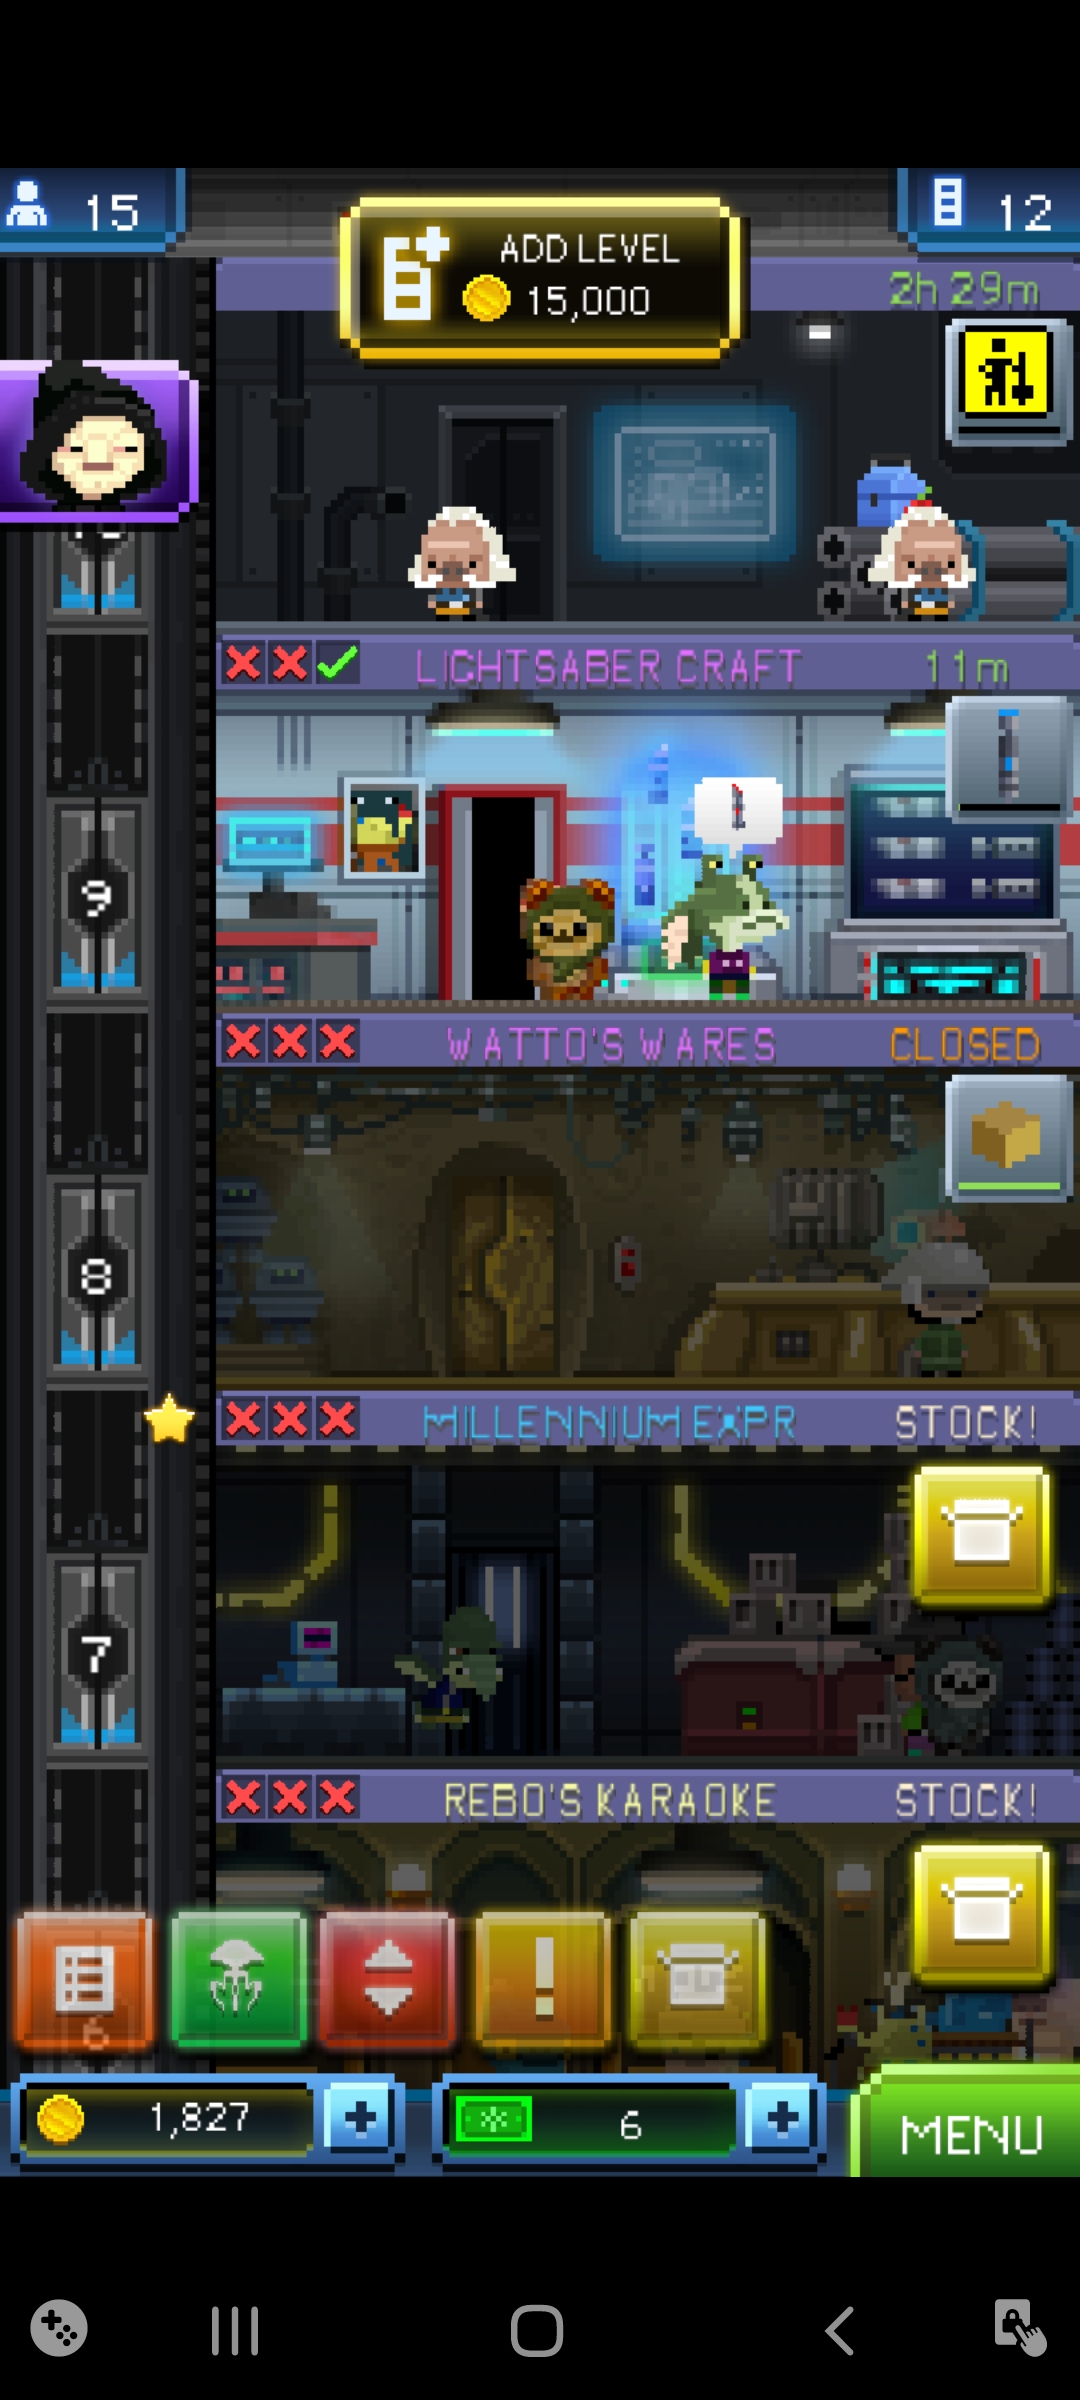 15
ADD LEVEL
15,000
12
2h 29m
LIGHTSABER CRAFT
11m
9
WATTO'S WARES
CLOSED
8
MILLENNIUM EXPR
STOCK!
7
REBO'S KARAOKE
STOCK!
6
1,827
6
MENU